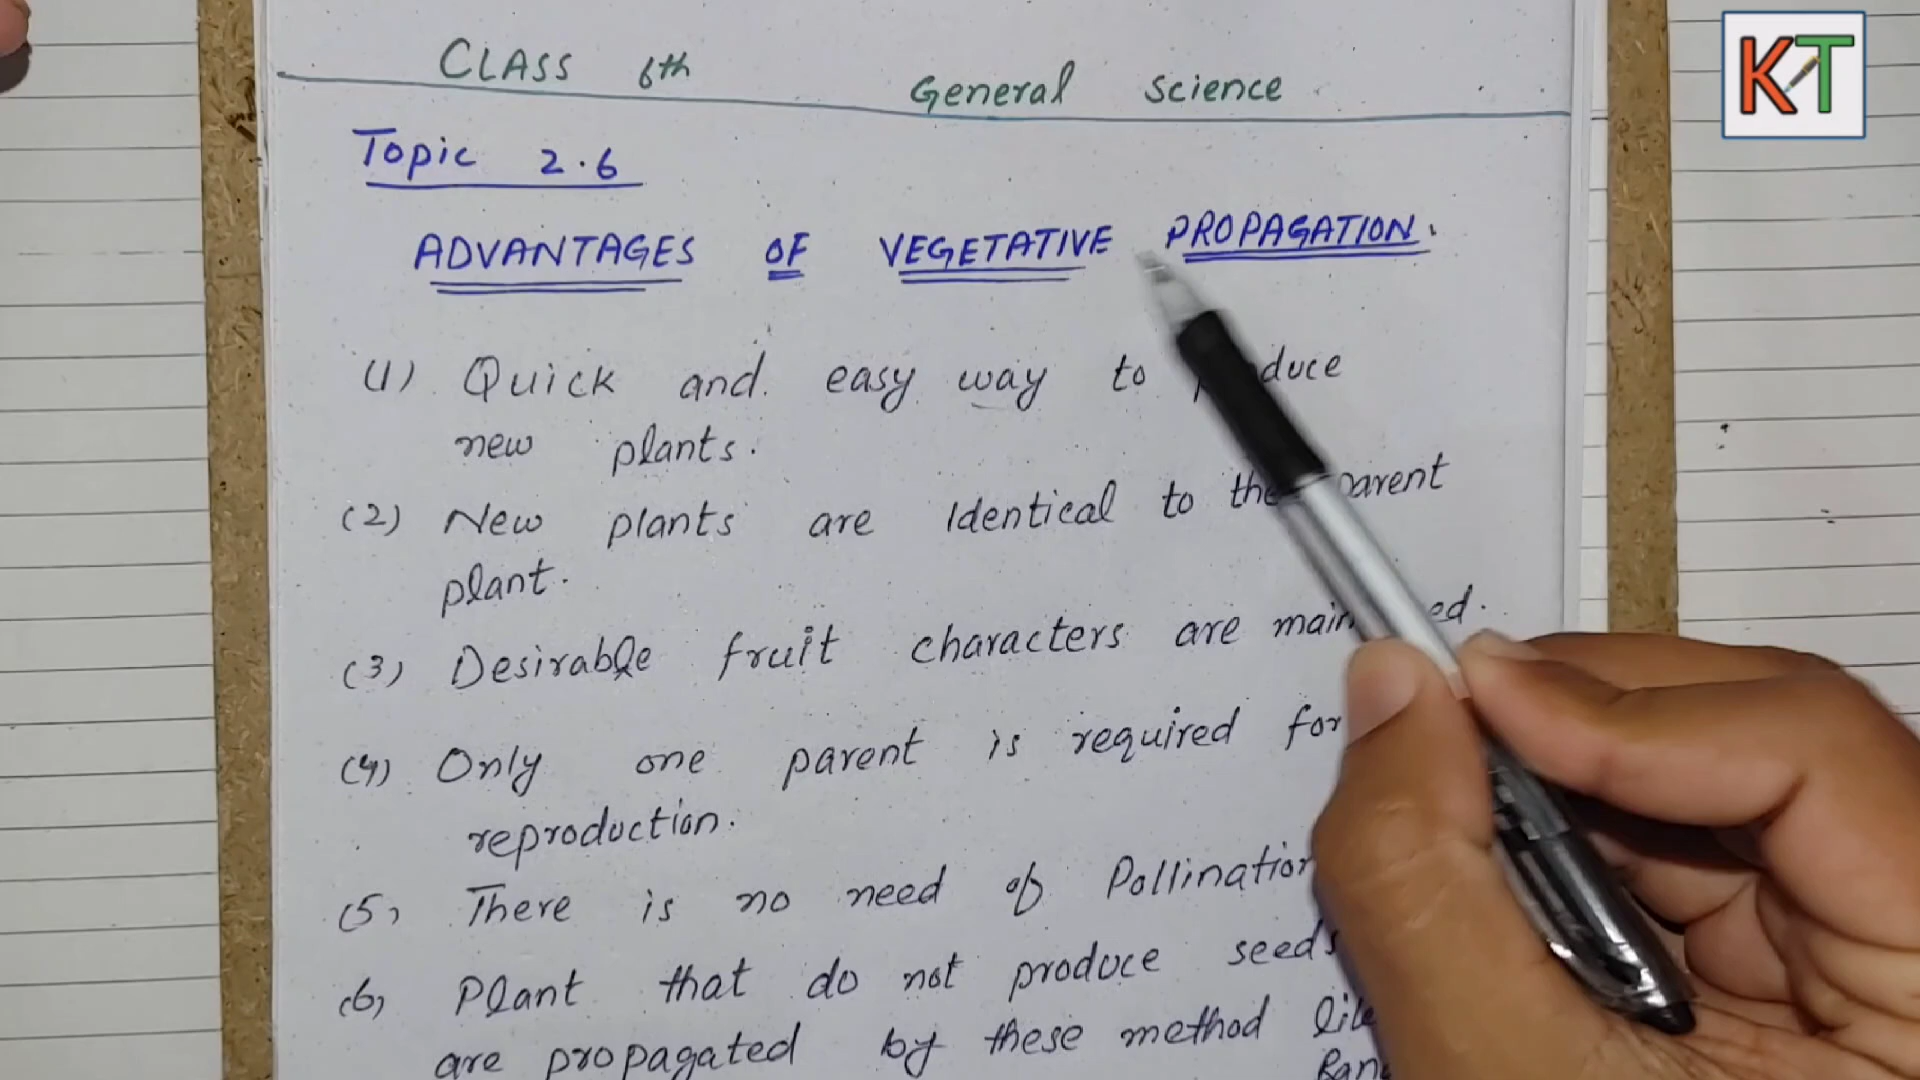 CLASS 6th General Science
KT
Topic 2.6
ADVANTAGES OF VEGETATIVE PROPAGATION.
(1) Quick and easy way to
new plants.
(2) New plants are Identical to the parent
plant.
(3) Desirable fruit characters are
(4) Only one parent is required for
reproduction.
(5) There is no need of Pollination
(6) Plant that do not produce seeds
are propagated by these method